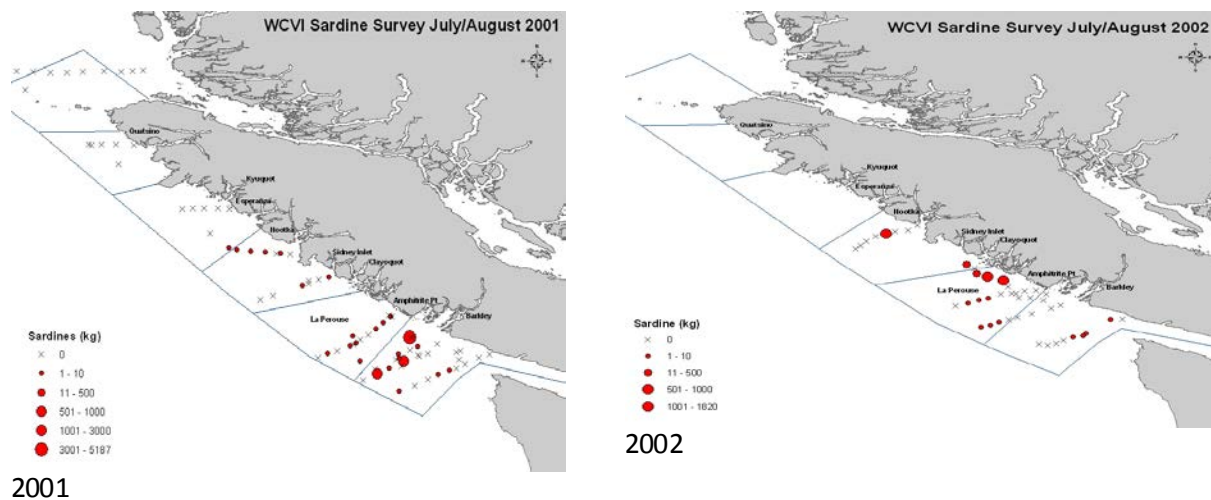 WCVI Sardine Survey July/August 2001
N
W E
S
Quatsino
Kyuquot
Esperanza
Nootka
Sidney Inlet
Clayoquot
Amphitrite Pt
La Perouse
Barkley
Sardines (kg)
0
1 - 10
11 - 500
501 - 1000
1001 - 3000
3001 - 5187
2001
WCVI Sardine Survey July/August 2002
N
W E
S
Quatsino
Kyuquot
Esperanza
Nootka
Sidney Inlet
Clayoquot
Amphitrite Pt
La Perouse
Barkley
Sardine (kg)
0
1 - 10
11 - 500
501 - 1000
1001 - 1820
2002